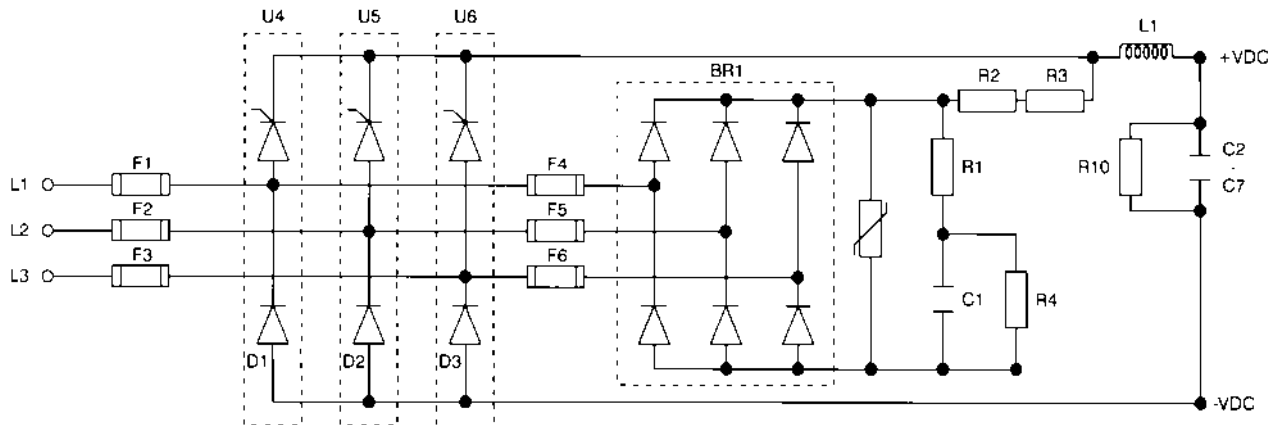 U4 U5 U6
L1
+VDC
BR1
R2 R3
F1 F4
L1
R1
R10
C2
-
C7
F2 F5
L2
F3 F6
L3
C1 R4
D1 D2 D3
-VDC